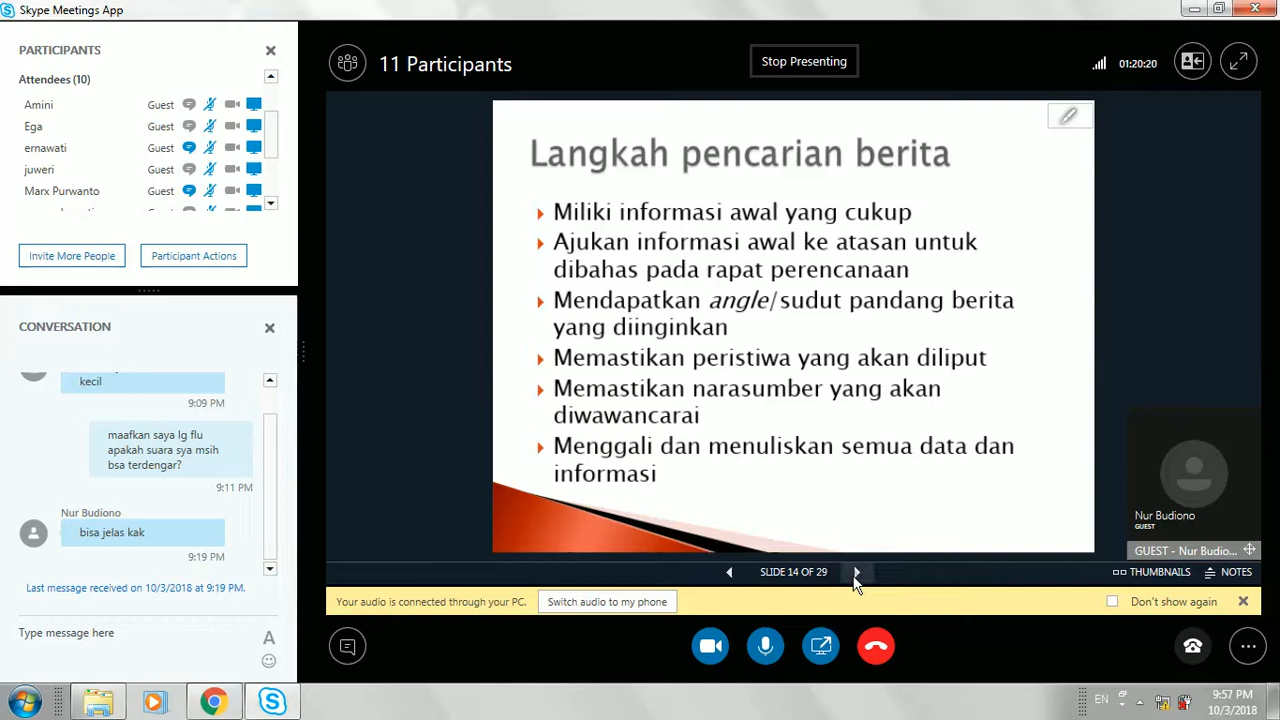 Skype Meetings App
PARTICIPANTS
Attendees (10)
Amini Guest
Ega Guest
ernawati Guest
juweri Guest
Marx Purwanto Guest
Invite More People
Participant Actions
CONVERSATION
kecil
9:09 PM
maafkan saya lg flu
apakah suara sya msih
bsa terdengar?
9:11 PM
Nur Budiono
bisa jelas kak
9:19 PM
Last message received on 10/3/2018 at 9:19 PM.
Type message here
A
11 Participants
Stop Presenting
01:20:20
Langkah pencarian berita
Miliki informasi awal yang cukup
Ajukan informasi awal ke atasan untuk
dibahas pada rapat perencanaan
Mendapatkan angle/sudut pandang berita
yang diinginkan
Memastikan peristiwa yang akan diliput
Memastikan narasumber yang akan
diwawancarai
Menggali dan menuliskan semua data dan
informasi
Nur Budiono
GUEST
GUEST - Nur Budio...
SLIDE 14 OF 29
THUMBNAILS
NOTES
Your audio is connected through your PC.
Switch audio to my phone
Don't show again
EN
9:57 PM
10/3/2018